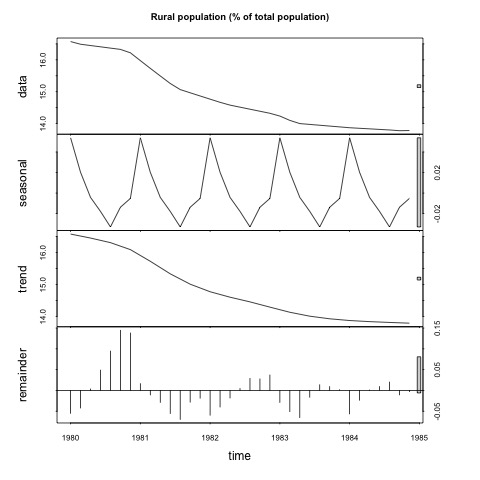 Rural population (% of total population)
data
14.0 15.0 16.0
seasonal
-0.02 0.02
trend
14.0 15.0 16.0
remainder
-0.05 0.05 0.15
1980 1981 1982 1983 1984 1985
time